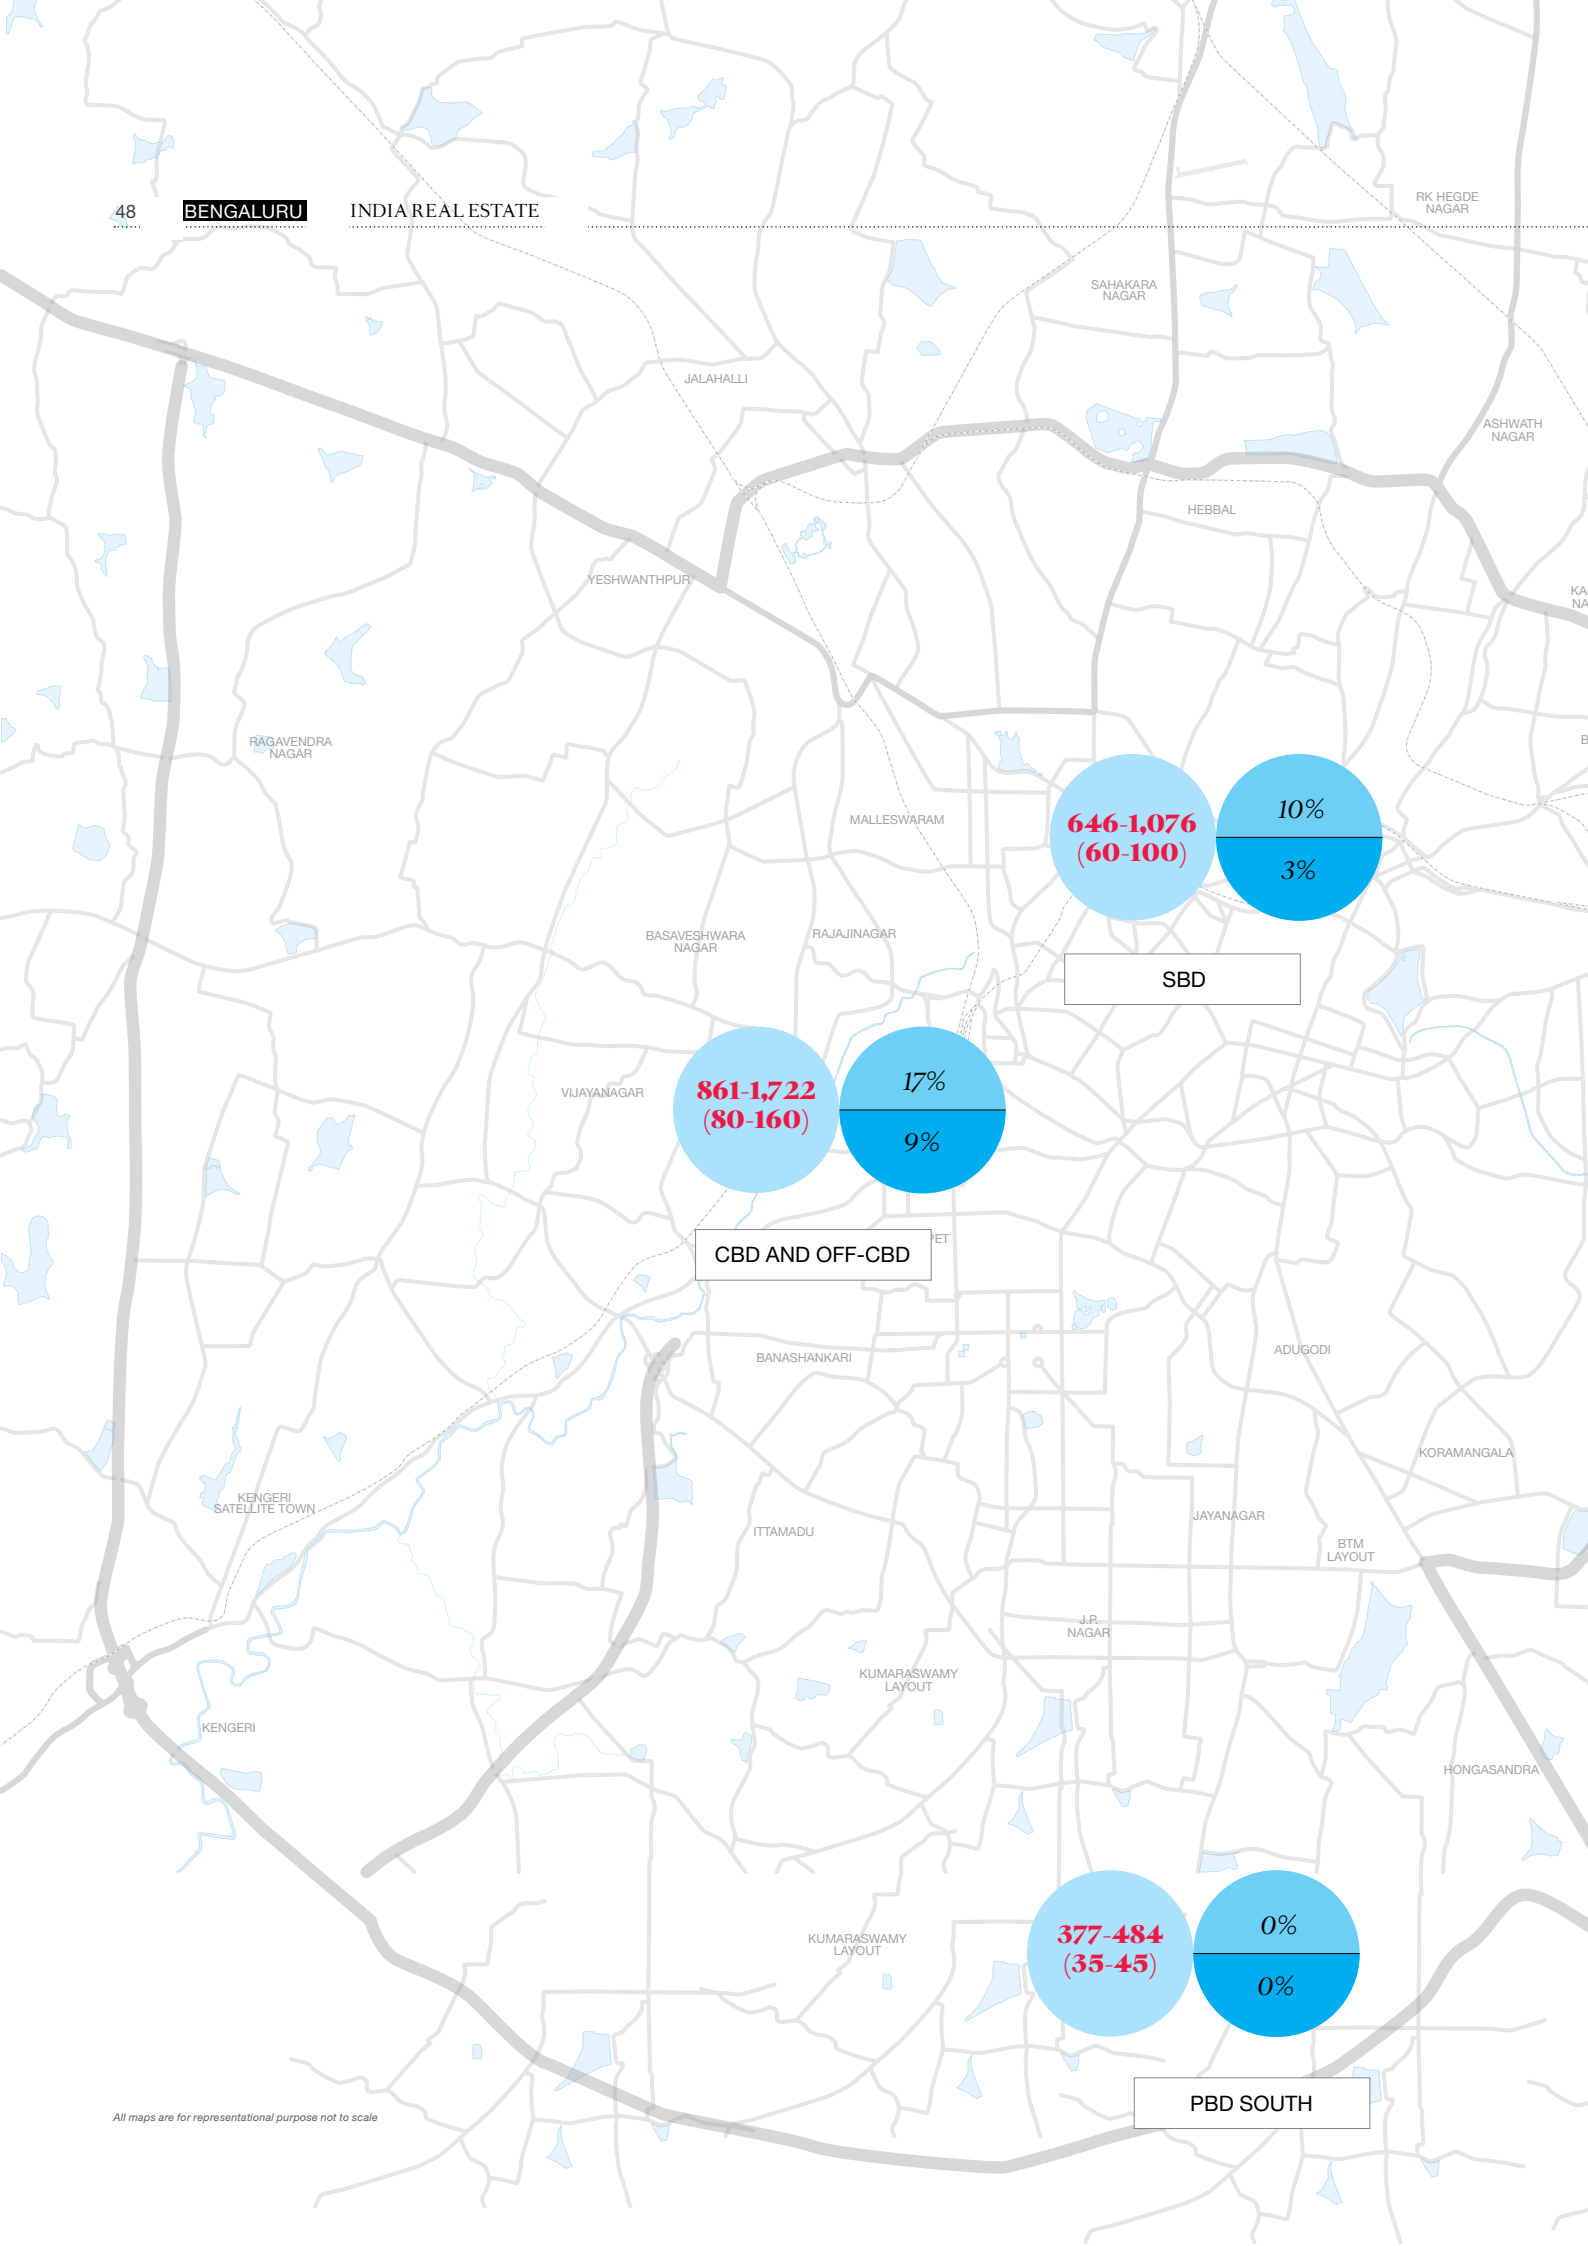 48 BENGALURU INDIA REAL ESTATE
RK HEGDE
NAGAR
SAHAKARA
NAGAR
JALAHALLI
ASHWATH
NAGAR
HEBBAL
YESHWANTHPUR
KA
NA
RAGAVENDRA
NAGAR
B
MALLESWARAM
646-1,076
(60-100)
10%
3%
BASAVESHWARA
NAGAR
RAJAJINAGAR
SBD
VIJAYANAGAR
861-1,722
(80-160)
17%
9%
PET
CBD AND OFF-CBD
BANASHANKARI
ADUGODI
KORAMANGALA
KENGERI
SATELLITE TOWN
ITTAMADU
JAYANAGAR
BTM
LAYOUT
J.P.
NAGAR
KUMARASWAMY
LAYOUT
KENGERI
HONGASANDRA
KUMARASWAMY
LAYOUT
377-484
(35-45)
0%
0%
PBD SOUTH
All maps are for representational purpose not to scale